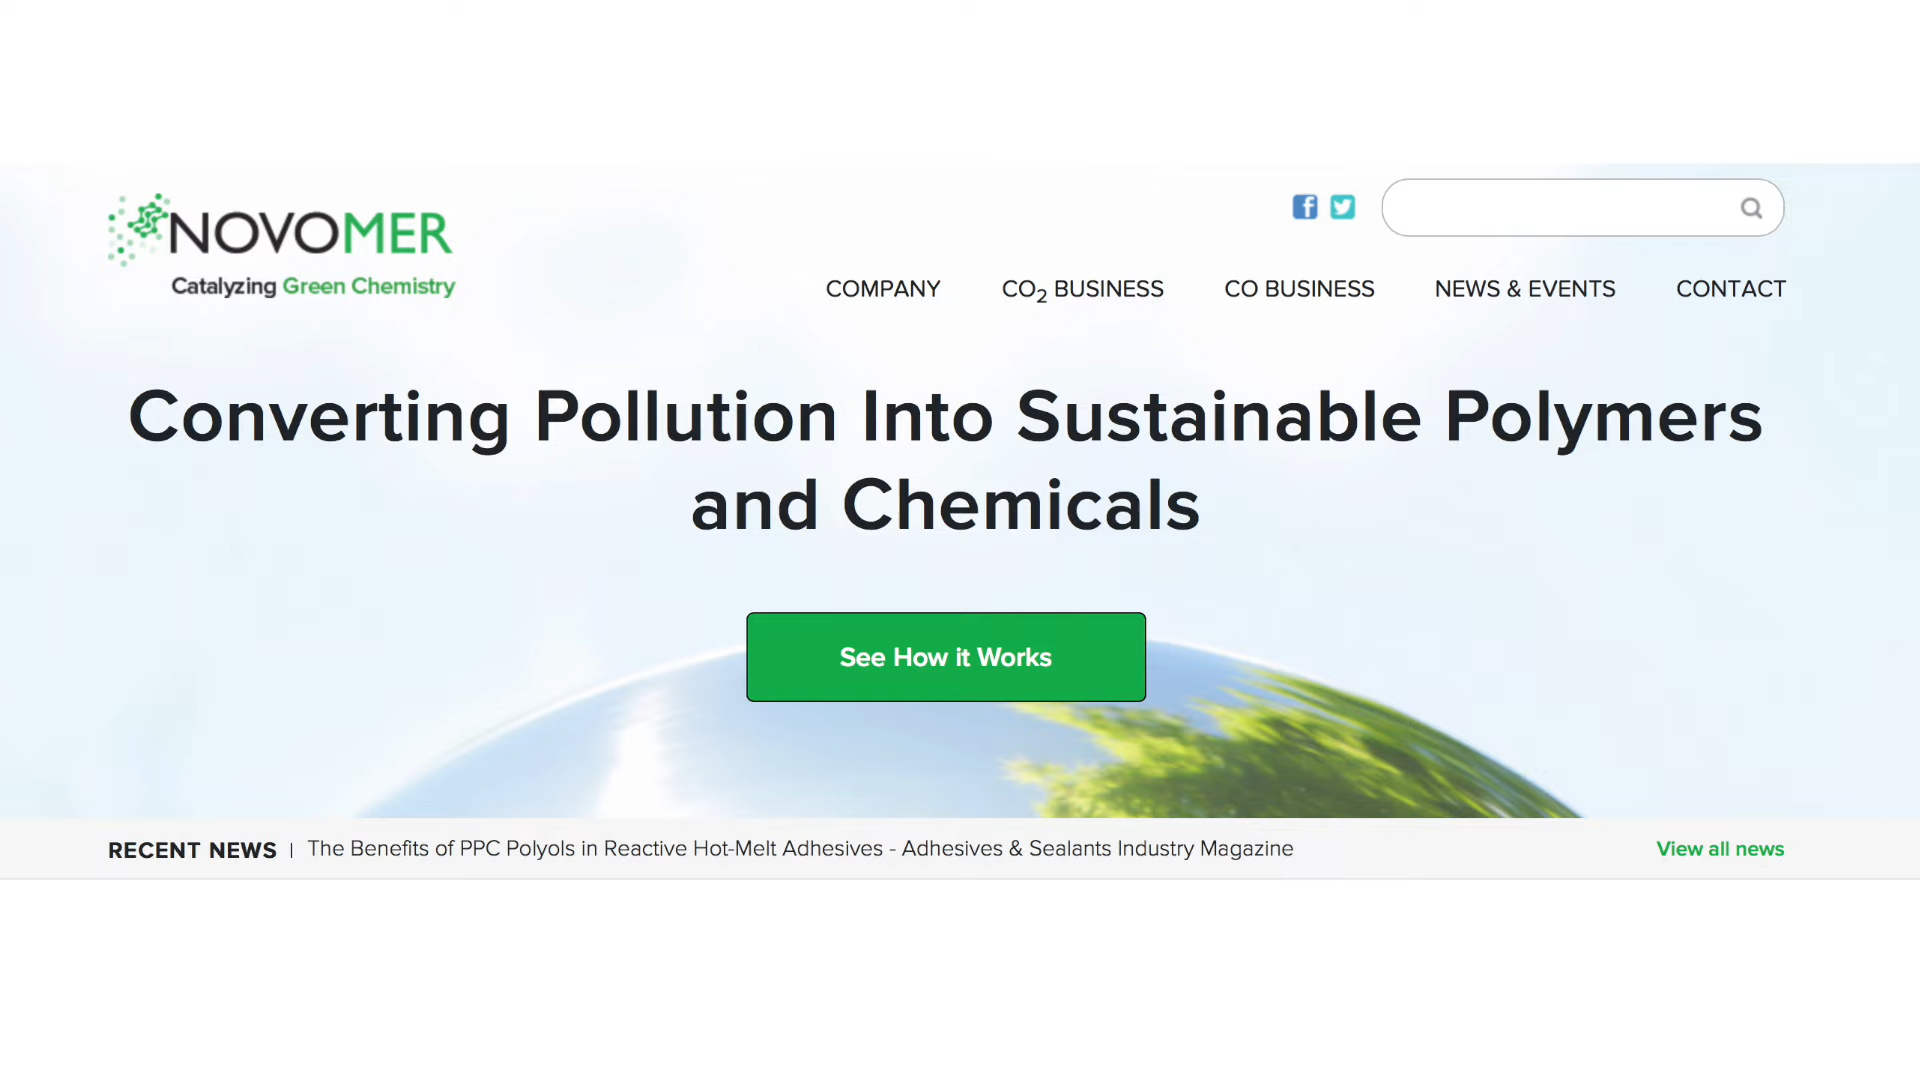 NOVOMER
Catalyzing Green Chemistry
COMPANY
CO₂ BUSINESS
CO BUSINESS
NEWS & EVENTS
CONTACT
Converting Pollution Into Sustainable Polymers
and Chemicals
See How it Works
RECENT NEWS | The Benefits of PPC Polyols in Reactive Hot-Melt Adhesives - Adhesives & Sealants Industry Magazine
View all news